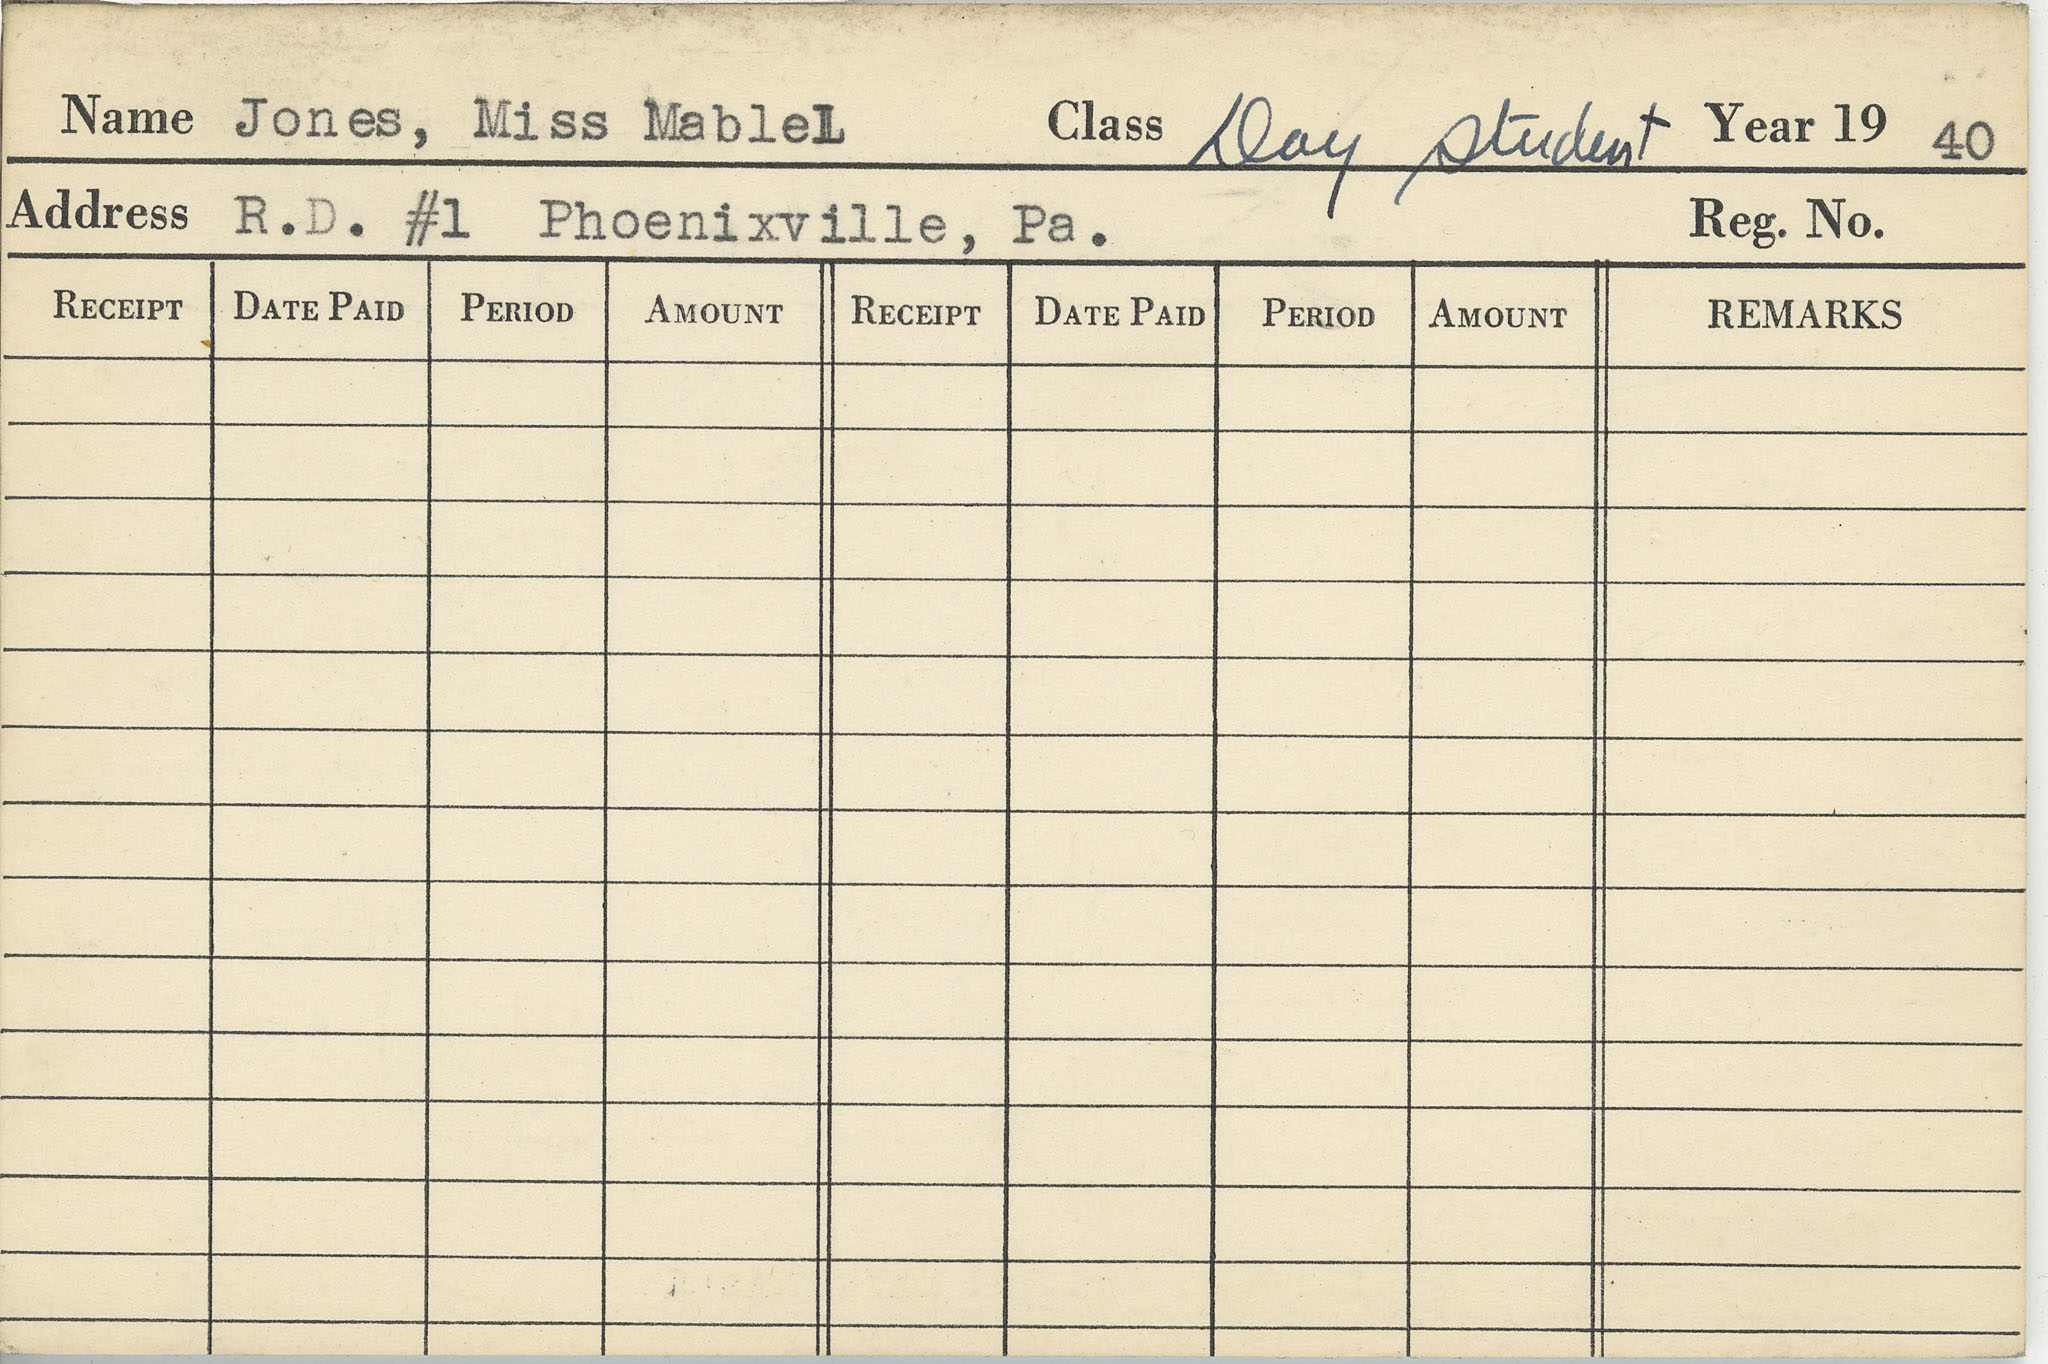 Name Jones, Miss MableL Class Day student Year 19 40
Address R.D. #1 Phoenixville, Pa. Reg. No.
RECEIPT DATE PAID PERIOD AMOUNT RECEIPT DATE PAID PERIOD AMOUNT REMARKS